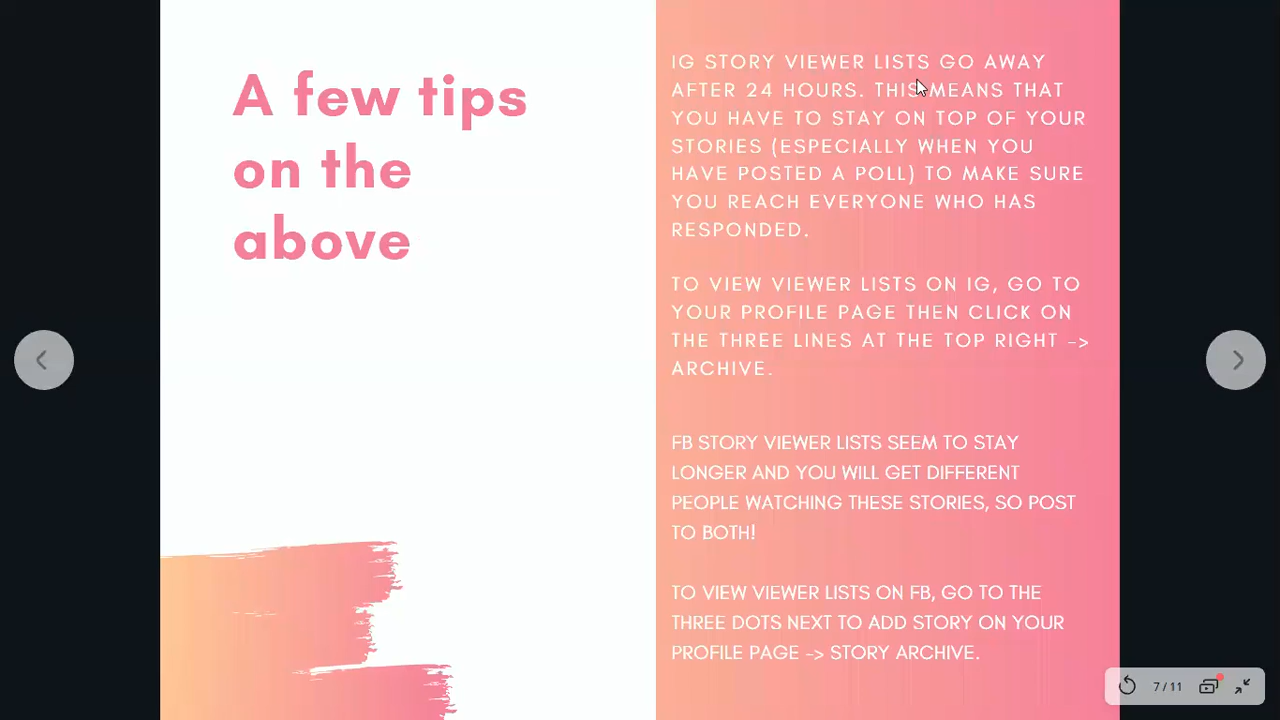 A few tips
on the
above
IG STORY VIEWER LISTS GO AWAY
AFTER 24 HOURS. THIS MEANS THAT
YOU HAVE TO STAY ON TOP OF YOUR
STORIES (ESPECIALLY WHEN YOU
HAVE POSTED A POLL) TO MAKE SURE
YOU REACH EVERYONE WHO HAS
RESPONDED.
TO VIEW VIEWER LISTS ON IG, GO TO
YOUR PROFILE PAGE THEN CLICK ON
THE THREE LINES AT THE TOP RIGHT ->
ARCHIVE.
FB STORY VIEWER LISTS SEEM TO STAY
LONGER AND YOU WILL GET DIFFERENT
PEOPLE WATCHING THESE STORIES, SO POST
TO BOTH!
TO VIEW VIEWER LISTS ON FB, GO TO THE
THREE DOTS NEXT TO ADD STORY ON YOUR
PROFILE PAGE -> STORY ARCHIVE.
7 / 11